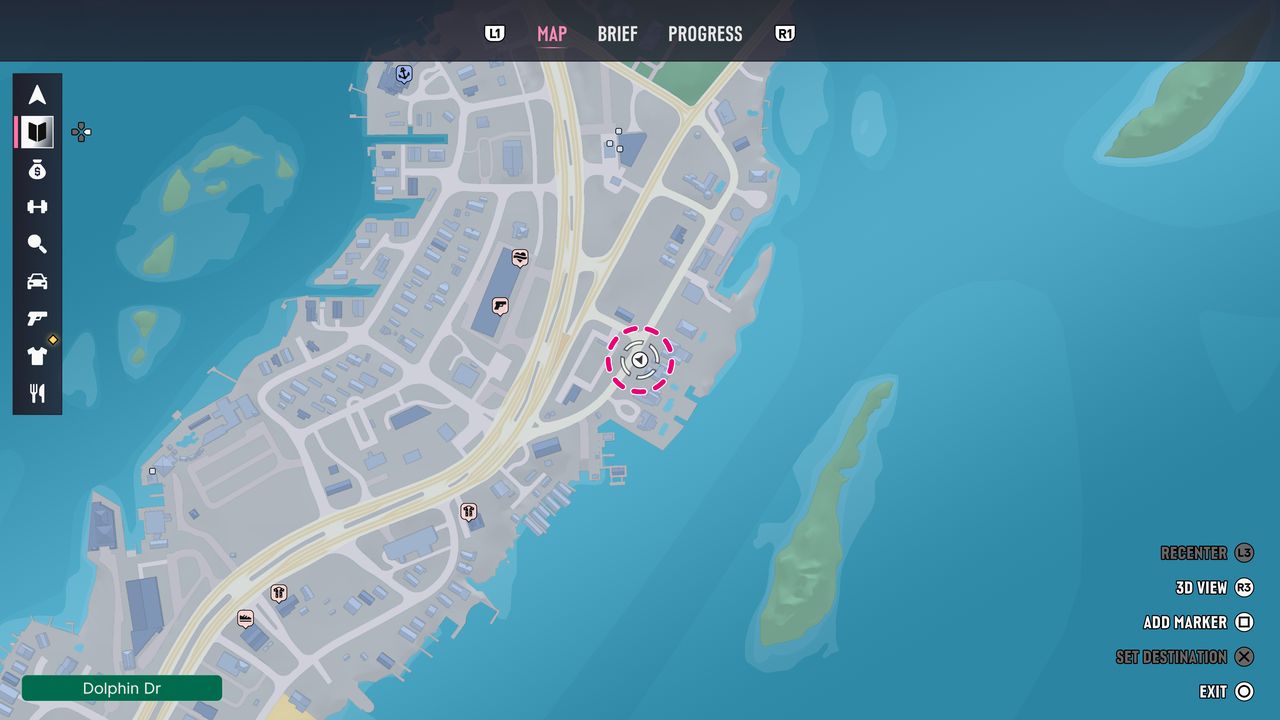 L1 MAP BRIEF PROGRESS R1
RECENTER L3
3D VIEW R3
ADD MARKER
SET DESTINATION
EXIT
Dolphin Dr